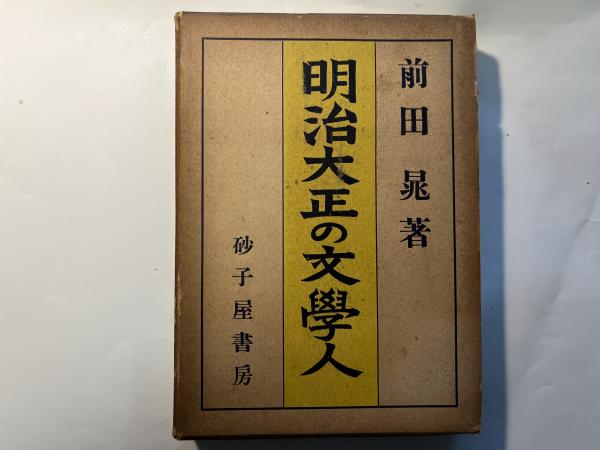 前田晁著
明治大正の文學人
砂子屋書房